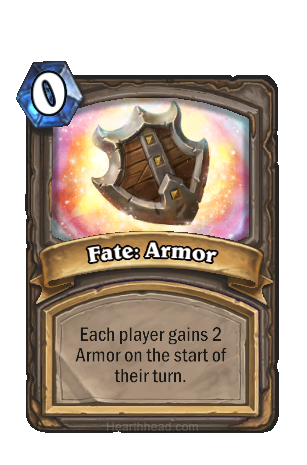 0
Fate: Armor
Each player gains 2
Armor on the start of
their turn.
Hearthhead.com